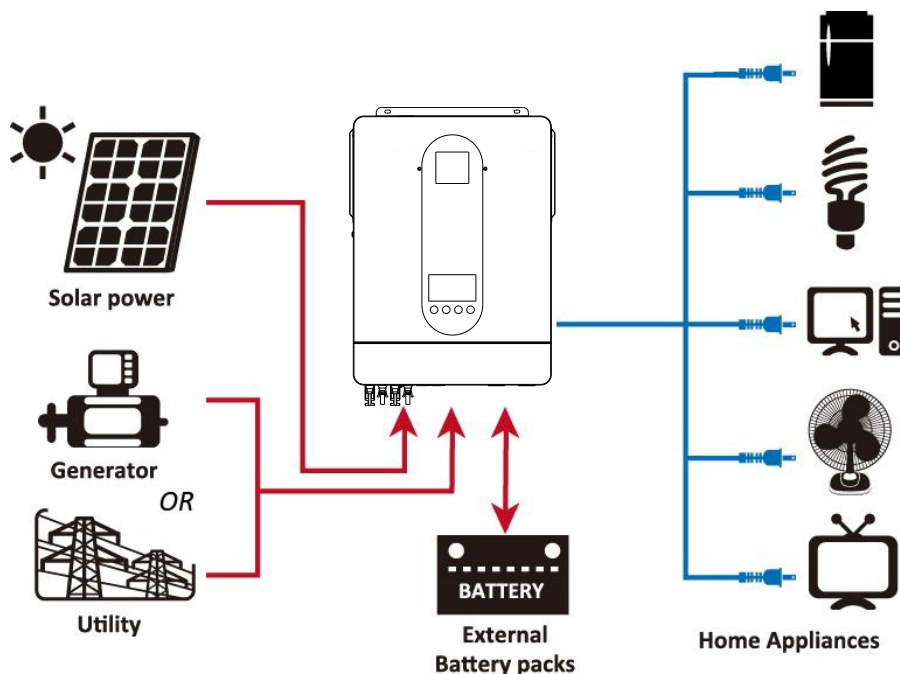 Solar power
Generator
OR
Utility
BATTERY
External
Battery packs
Home Appliances